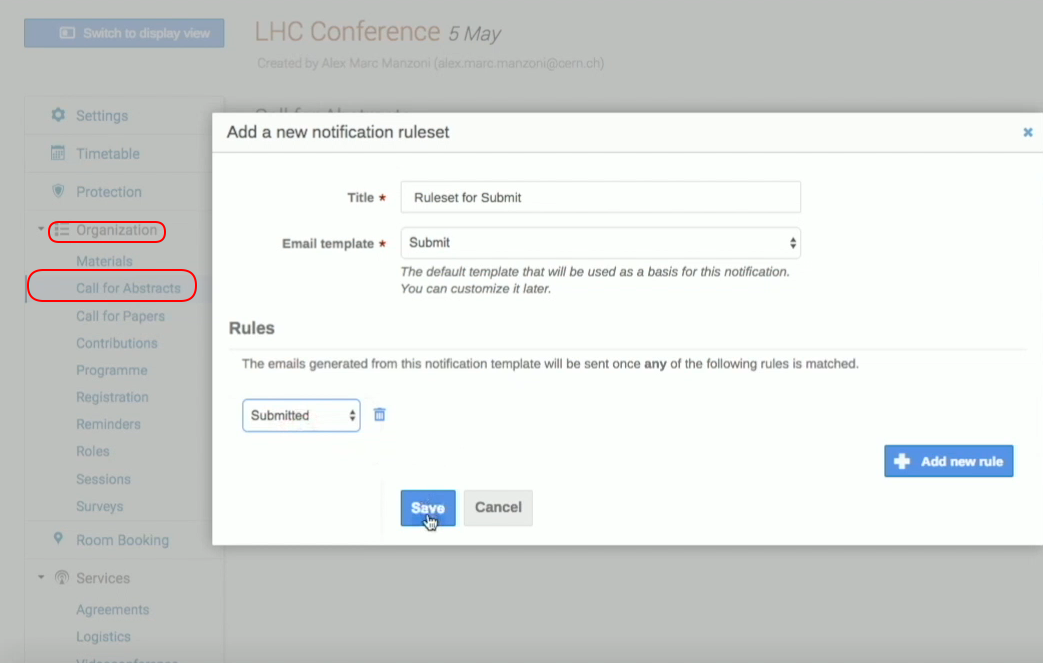 Switch to display view
LHC Conference 5 May
Created by Alex Marc Manzoni (alex.marc.manzoni@cern.ch)
Settings
Timetable
Protection
Organization
Materials
Call for Abstracts
Call for Papers
Contributions
Programme
Registration
Reminders
Roles
Sessions
Surveys
Room Booking
Services
Agreements
Logistics
Add a new notification ruleset
Title ★ Ruleset for Submit
Email template ★ Submit
The default template that will be used as a basis for this notification.
You can customize it later.
Rules
The emails generated from this notification template will be sent once any of the following rules is matched.
Submitted
Add new rule
Save Cancel